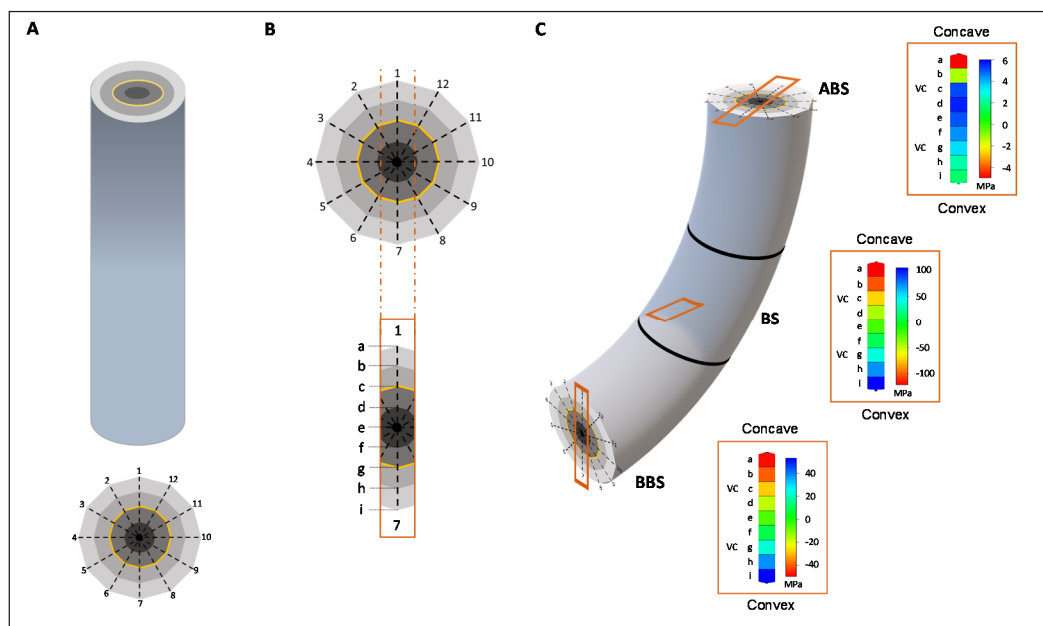 A
B
C
1
2
12
3
11
4
10
5
9
6
8
7
1
2
12
3
11
4
10
5
9
6
8
7
1
a
b
c
d
e
f
g
h
i
7
ABS
BS
BBS
Concave
a
b
VC c
d
e
f
VC g
h
i
6
4
2
0
-2
-4
MPa
Convex
Concave
a
b
VC c
d
e
f
VC g
h
i
100
50
0
-50
-100
MPa
Convex
Concave
a
b
VC c
d
e
f
VC g
h
i
40
20
0
-20
-40
MPa
Convex